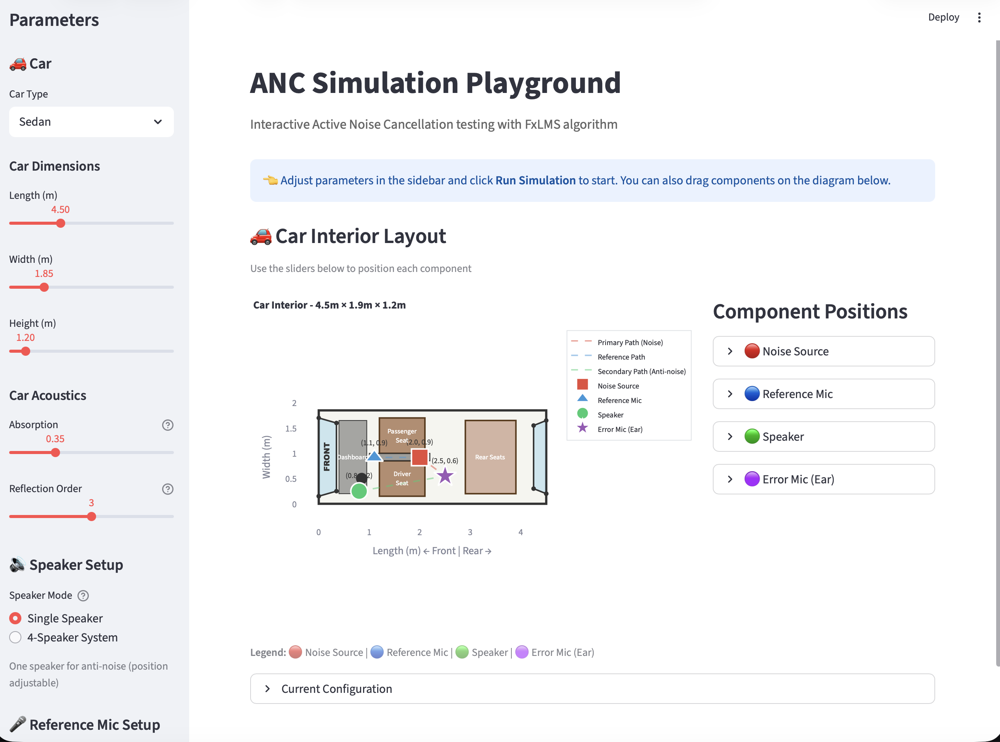 Parameters
🚗 Car
Car Type
Sedan
Car Dimensions
Length (m)
4.50
Width (m)
1.85
Height (m)
1.20
Car Acoustics
Absorption
0.35
Reflection Order
3
🔊 Speaker Setup
Speaker Mode
Single Speaker
4-Speaker System
One speaker for anti-noise (position
adjustable)
🎤 Reference Mic Setup
Deploy
ANC Simulation Playground
Interactive Active Noise Cancellation testing with FxLMS algorithm
👈 Adjust parameters in the sidebar and click Run Simulation to start. You can also drag components on the diagram below.
🚗 Car Interior Layout
Use the sliders below to position each component
Car Interior - 4.5m × 1.9m × 1.2m
Primary Path (Noise)
Reference Path
Secondary Path (Anti-noise)
Noise Source
Reference Mic
Speaker
Error Mic (Ear)
2
1.5
1
0.5
0
Width (m)
FRONT
Dashboard
Passenger
Seat
Driver
Seat
Rear Seats
(1.1, 0.9)
(2.0, 0.9)
(2.5, 0.6)
0
1
2
3
4
Length (m) ← Front | Rear →
Component Positions
Noise Source
Reference Mic
Speaker
Error Mic (Ear)
Legend: 🔴 Noise Source | 🔵 Reference Mic | 🟢 Speaker | 🟣 Error Mic (Ear)
Current Configuration